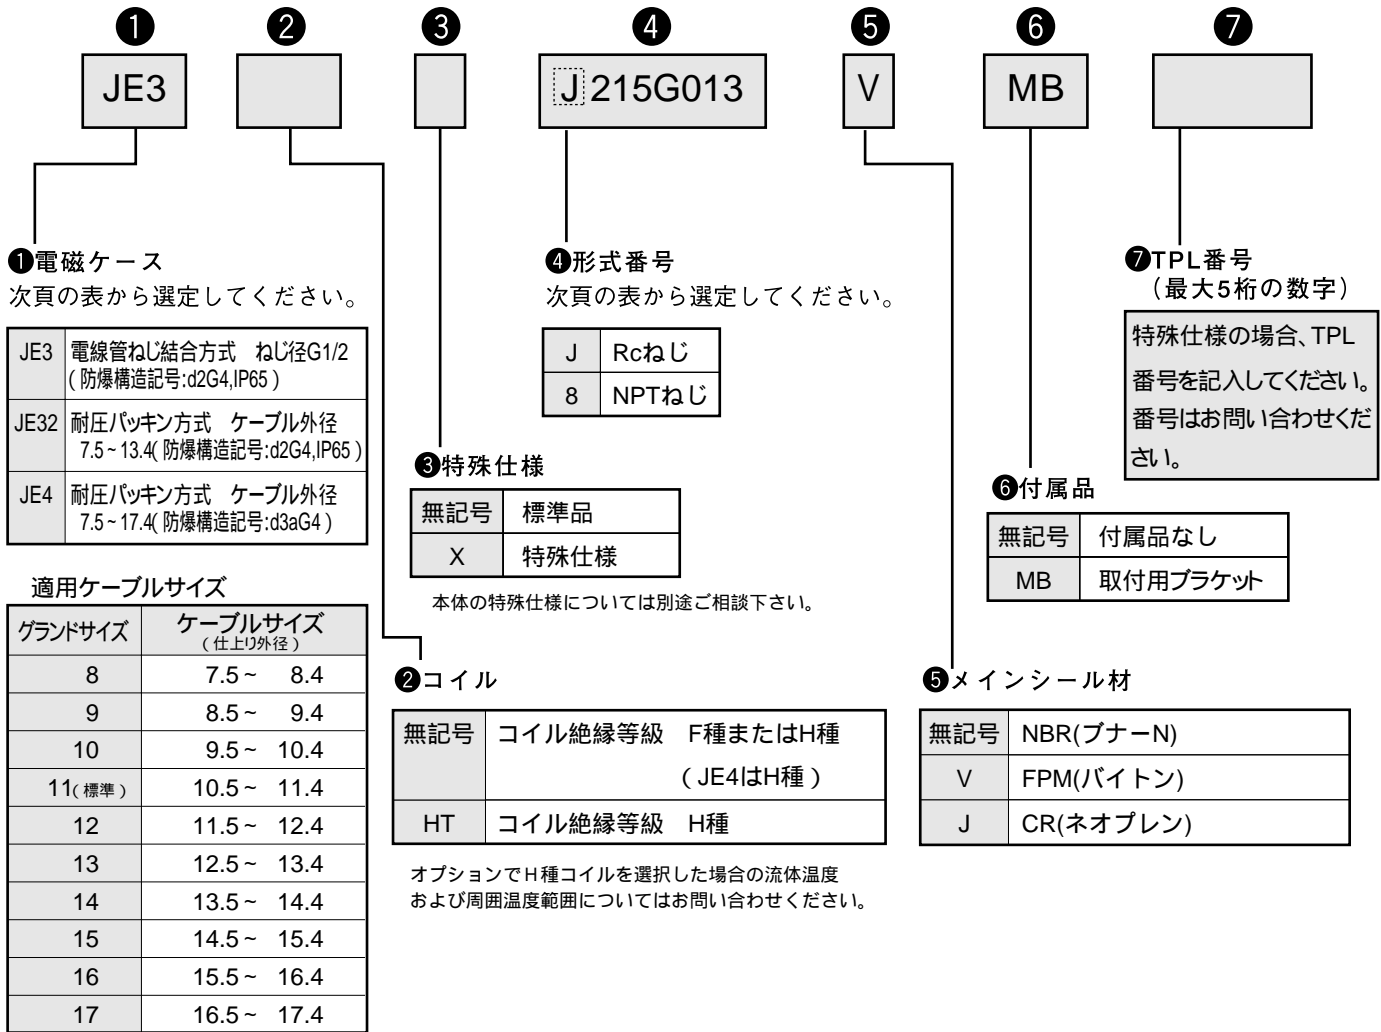 ❶ ❷ ❸ ❹ ❺ ❻ ❼
JE3 J 215G013 V MB
❶電磁ケース
次頁の表から選定してください。
JE3 電線管ねじ結合方式 ねじ径G1/2
(防爆構造記号:d2G4,IP65)
JE32 耐圧パッキン方式 ケーブル外径
7.5~13.4(防爆構造記号:d2G4,IP65)
JE4 耐圧パッキン方式 ケーブル外径
7.5~17.4(防爆構造記号:d3aG4)
適用ケーブルサイズ
グランドサイズ ケーブルサイズ
(仕上り外径)
8 7.5~ 8.4
9 8.5~ 9.4
10 9.5~ 10.4
11(標準) 10.5~ 11.4
12 11.5~ 12.4
13 12.5~ 13.4
14 13.5~ 14.4
15 14.5~ 15.4
16 15.5~ 16.4
17 16.5~ 17.4
❹形式番号
次頁の表から選定してください。
J Rcねじ
8 NPTねじ
❸特殊仕様
無記号 標準品
X 特殊仕様
本体の特殊仕様については別途ご相談下さい。
❷コイル
無記号 コイル絶縁等級 F種またはH種
(JE4はH種)
HT コイル絶縁等級 H種
オプションでH種コイルを選択した場合の流体温度
および周囲温度範囲についてはお問い合わせください。
❼TPL番号
(最大5桁の数字)
特殊仕様の場合、TPL
番号を記入してください。
番号はお問い合わせくだ
さい。
❻付属品
無記号 付属品なし
MB 取付用ブラケット
❺メインシール材
無記号 NBR(ブナーN)
V FPM(バイトン)
J CR(ネオプレン)